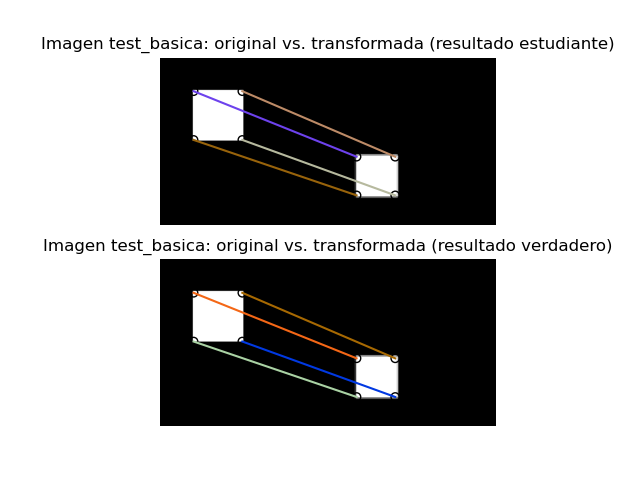 Imagen test_basica: original vs. transformada (resultado estudiante)
Imagen test_basica: original vs. transformada (resultado verdadero)